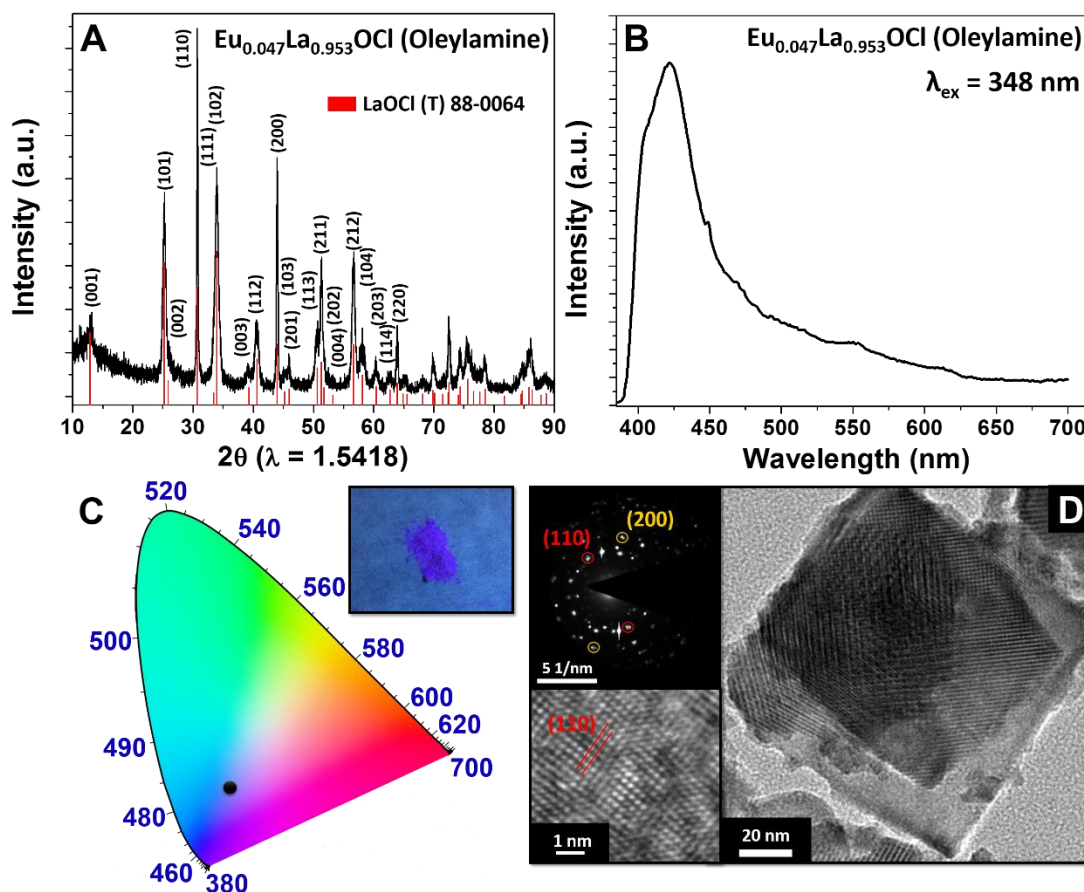 A
Eu0.047La0.953OCl (Oleylamine)
LaOCl (T) 88-0064
Intensity (a.u.)
(001)
(101)
(002)
(110)
(111)
(102)
(003)
(112)
(200)
(103)
(201)
(113)
(211)
(202)
(004)
(212)
(104)
(203)
(114)
(220)
10 20 30 40 50 60 70 80 90
2θ (λ = 1.5418)
B
Eu0.047La0.953OCl (Oleylamine)
λex = 348 nm
Intensity (a.u.)
400 450 500 550 600 650 700
Wavelength (nm)
C
520
540
560
500
580
600
620
490
700
480
460
380
D
(200)
(110)
5 1/nm
(110)
1 nm
20 nm